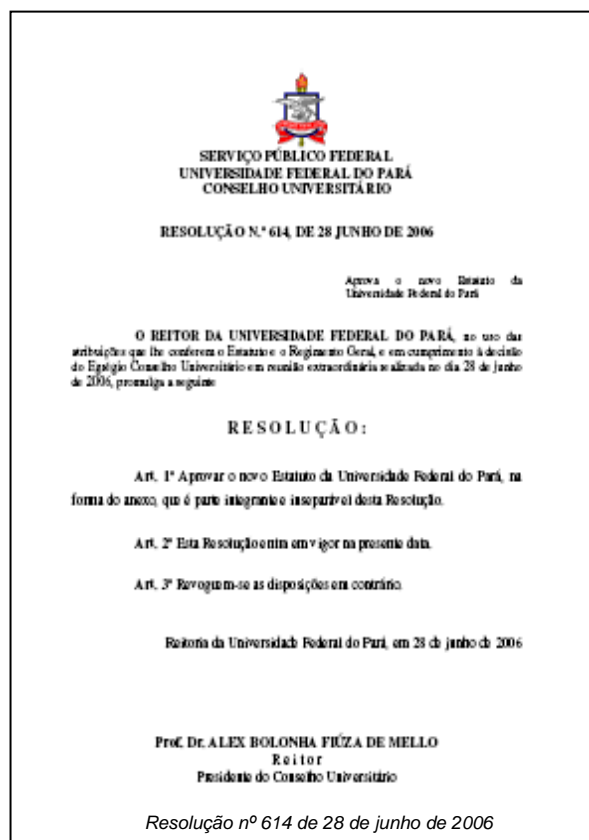 SERVIÇO PÚBLICO FEDERAL
UNIVERSIDADE FEDERAL DO PARÁ
CONSELHO UNIVERSITÁRIO
RESOLUÇÃO N.º 614, DE 28 JUNHO DE 2006
Aprova o novo Estatuto da
Universidade Federal do Pará
O REITOR DA UNIVERSIDADE FEDERAL DO PARÁ, no uso das
atribuições que lhe conferem o Estatuto e o Regimento Geral, e em cumprimento à decisão
do Egrégio Conselho Universitário em reunião extraordinária realizada no dia 28 de junho
de 2006, promulga a seguinte
RESOLUÇÃO:
Art. 1º Aprovar o novo Estatuto da Universidade Federal do Pará, na
forma do anexo, que é parte integrante e inseparável desta Resolução.
Art. 2º Esta Resolução entra em vigor na presente data.
Art. 3º Revoguem-se as disposições em contrário.
Reitoria da Universidade Federal do Pará, em 28 de junho de 2006
Prof. Dr. ALEX BOLONHA FIÚZA DE MELLO
Reitor
Presidente do Conselho Universitário
Resolução nº 614 de 28 de junho de 2006